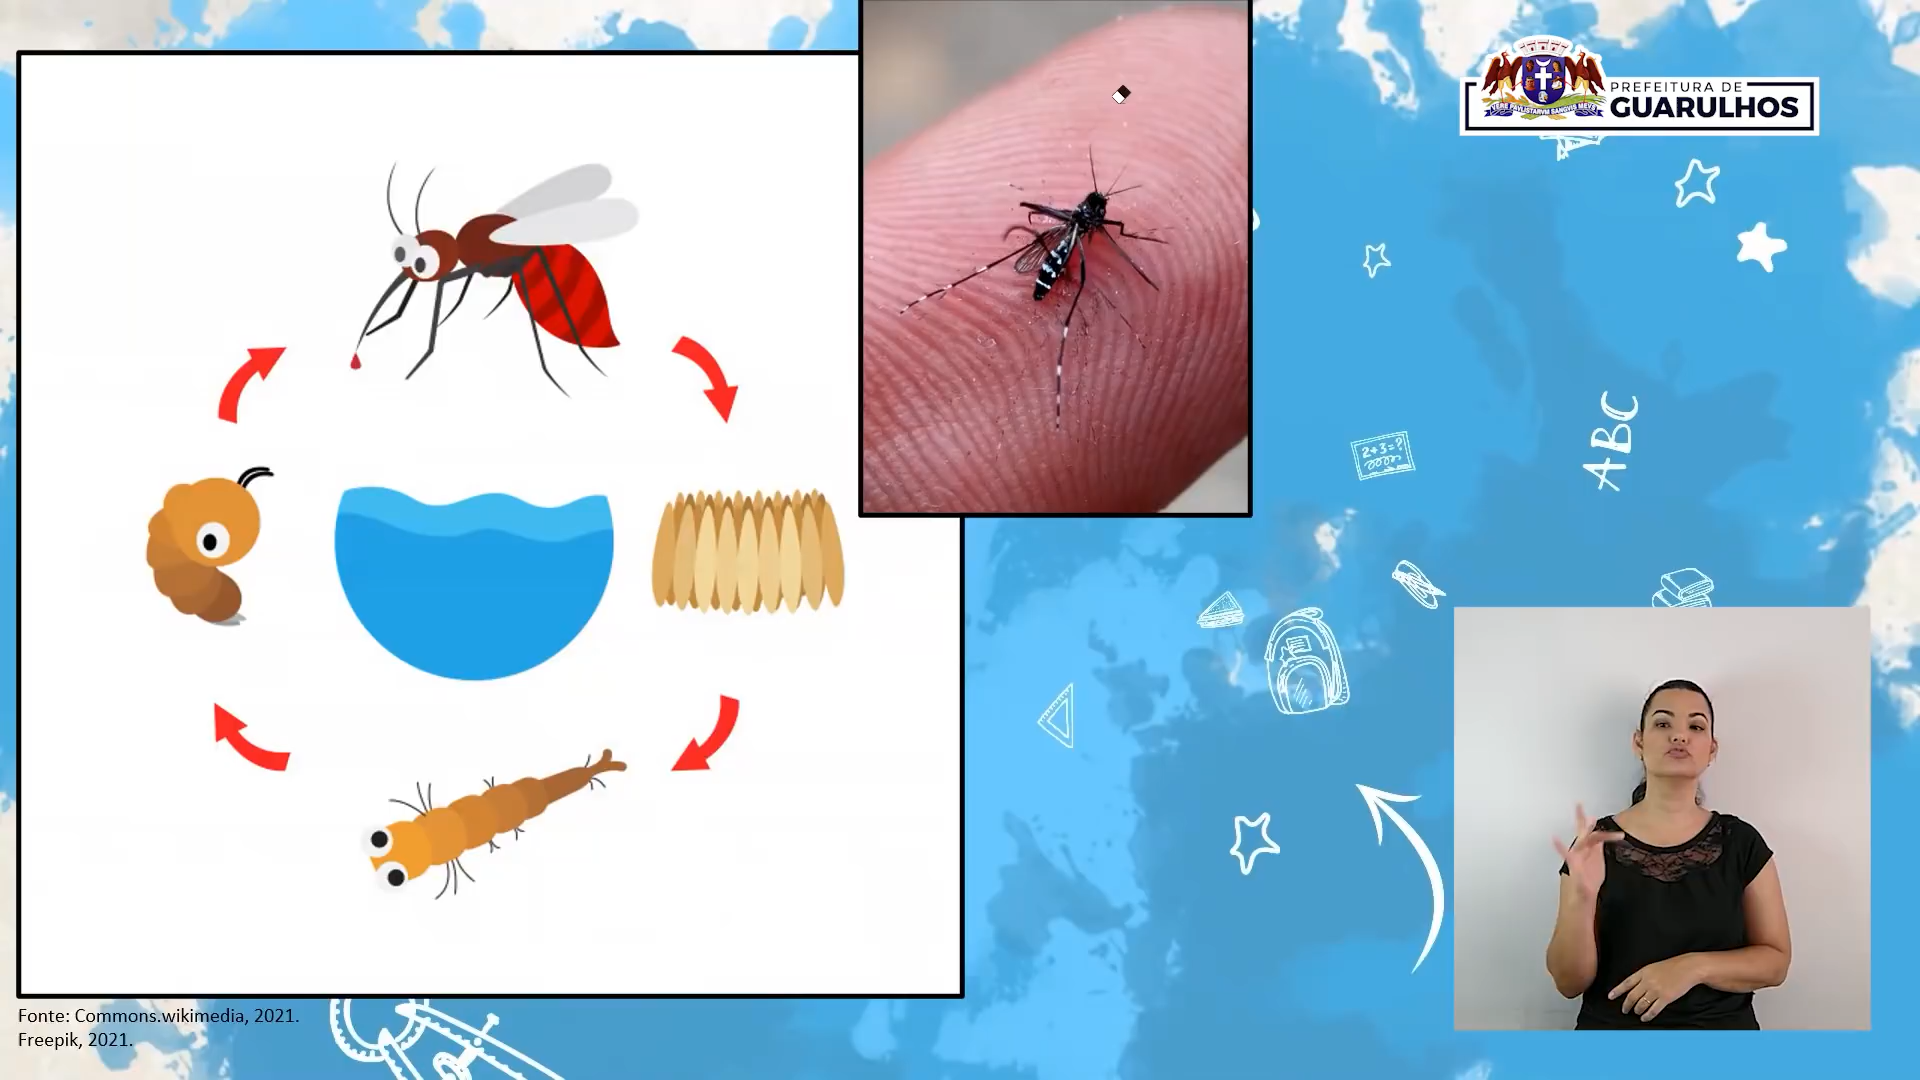 PREFEITURA DE
GUARULHOS
2+3=?
ABC
Fonte: Commons.wikimedia, 2021.
Freepik, 2021.